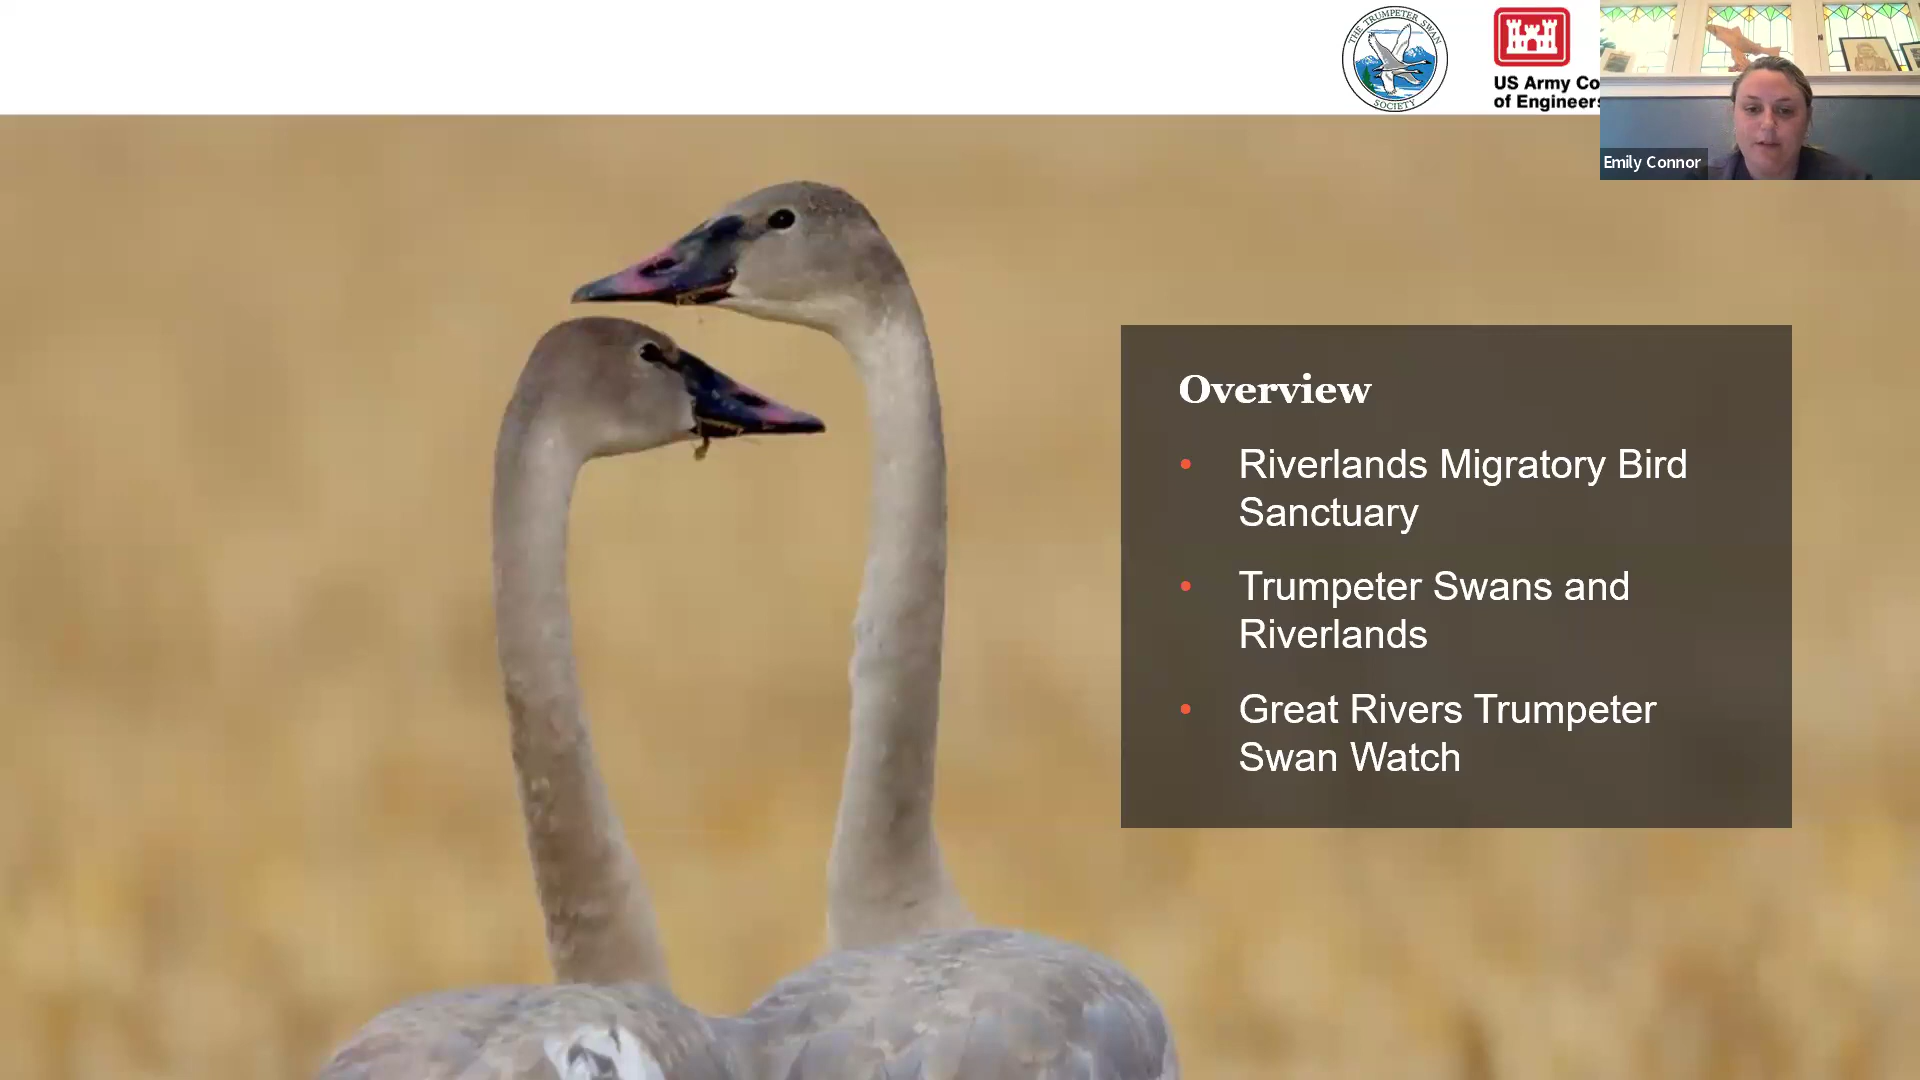 THE TRUMPETER SWAN
SOCIETY
US Army Co
of Engineers
Emily Connor
Overview
• Riverlands Migratory Bird
Sanctuary
• Trumpeter Swans and
Riverlands
• Great Rivers Trumpeter
Swan Watch